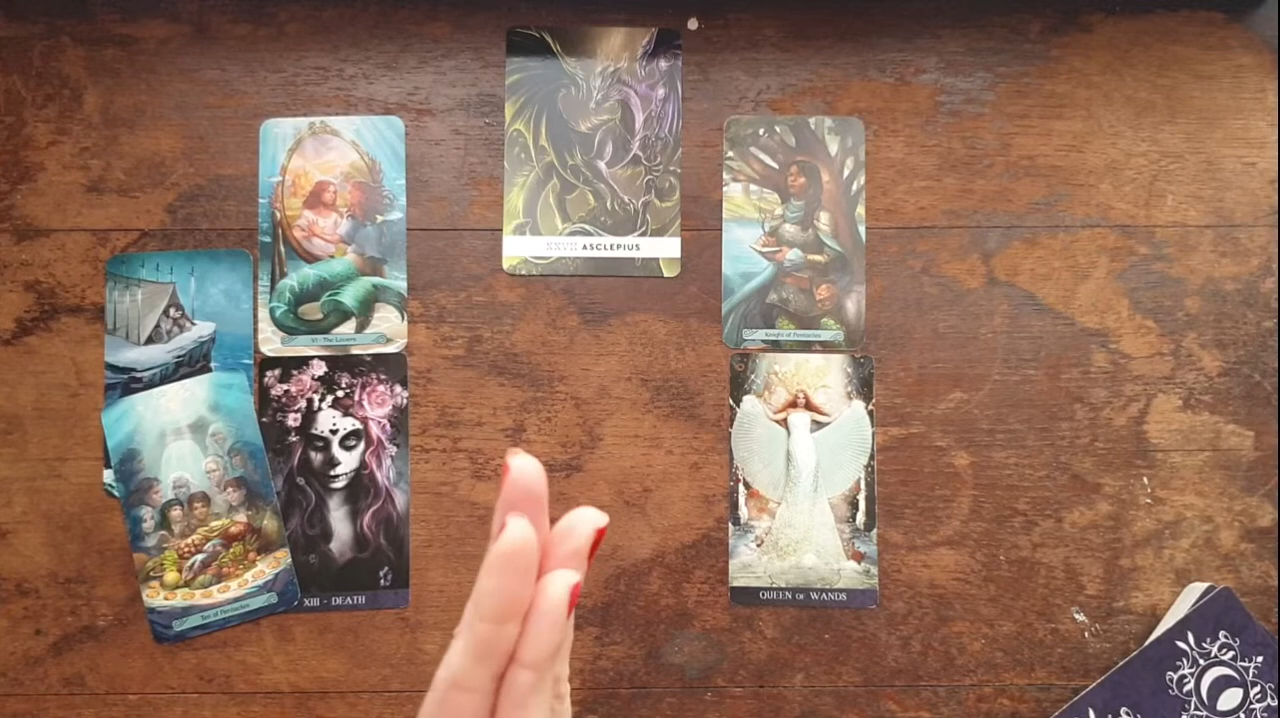 XXVII ASCLEPIUS
VI - The Lovers
Knight of Pentacles
Ten of Pentacles
XIII - DEATH
QUEEN OF WANDS